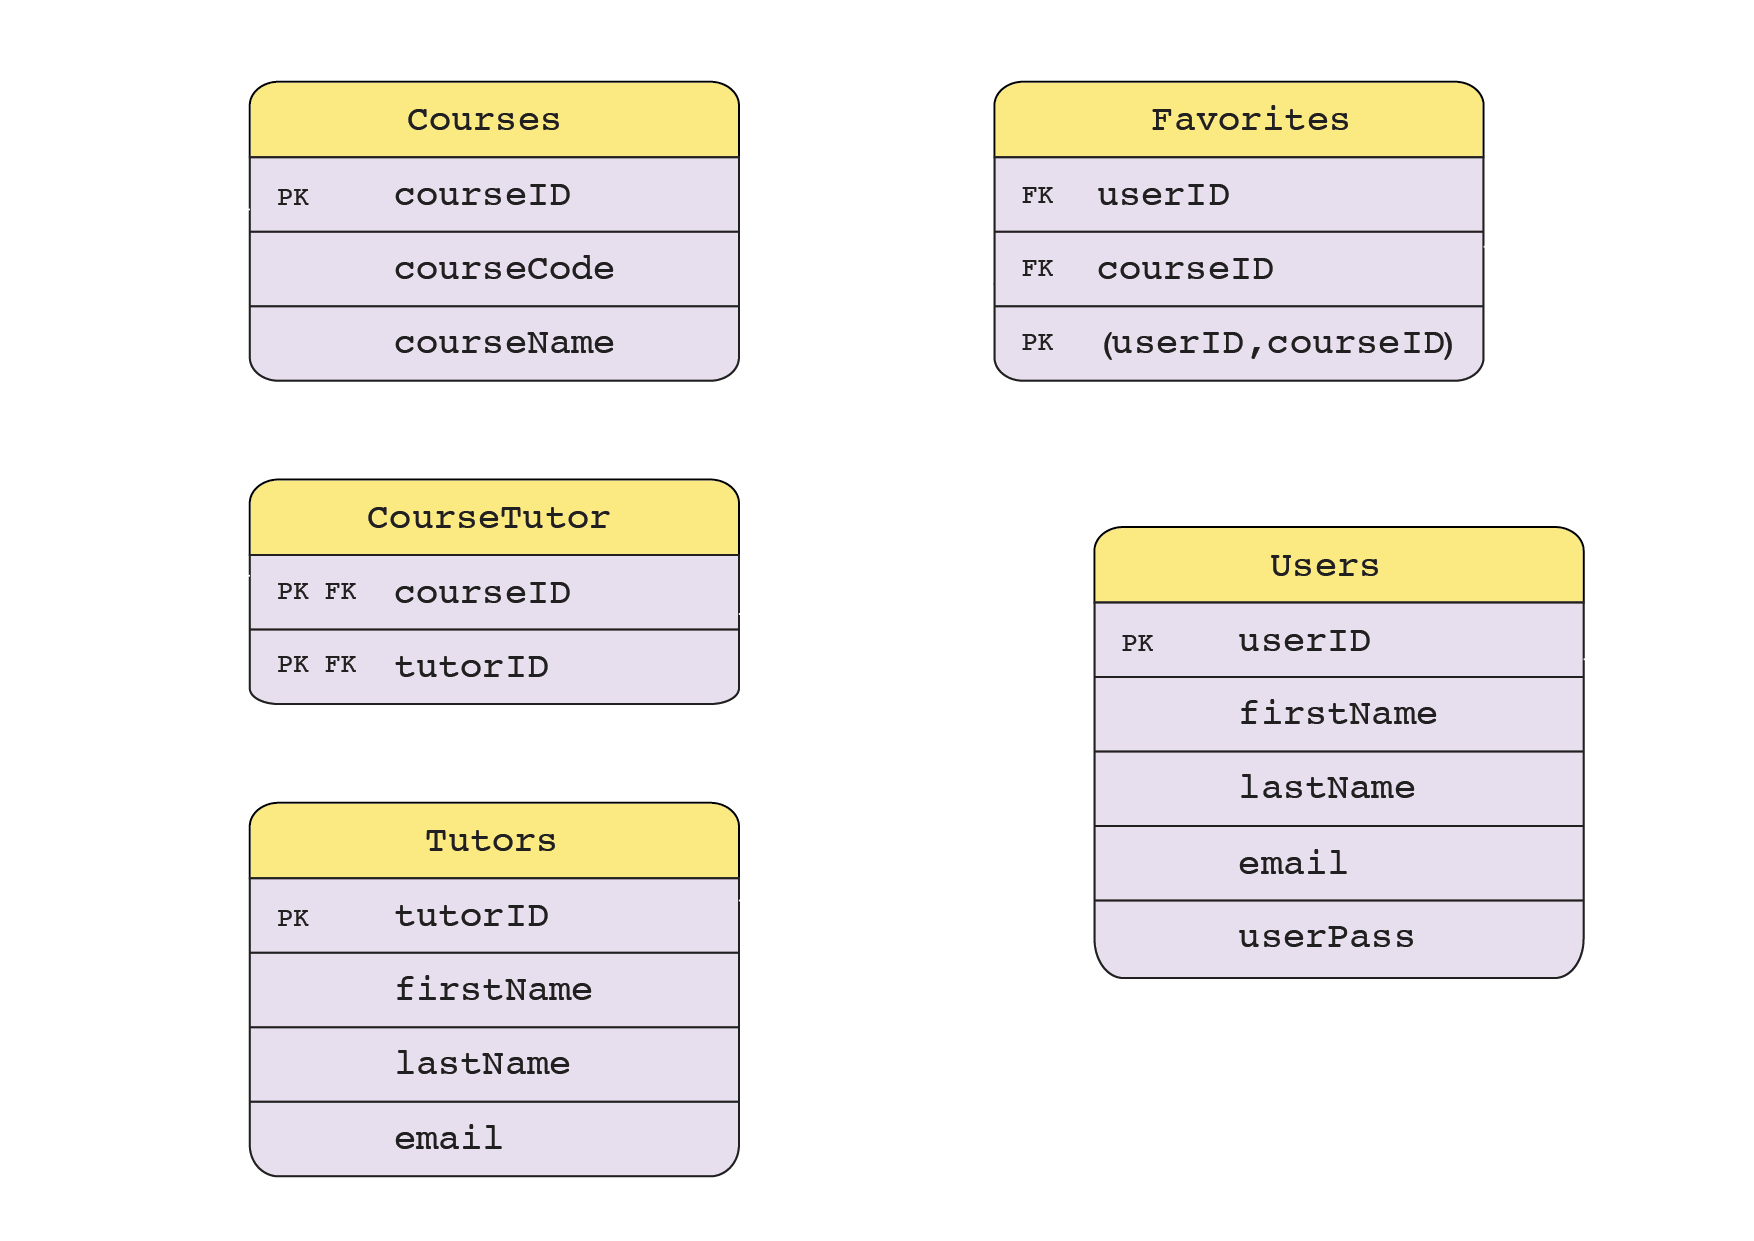 Courses
PK courseID
courseCode
courseName
Favorites
FK userID
FK courseID
PK (userID,courseID)
CourseTutor
PK FK courseID
PK FK tutorID
Users
PK userID
firstName
lastName
email
userPass
Tutors
PK tutorID
firstName
lastName
email